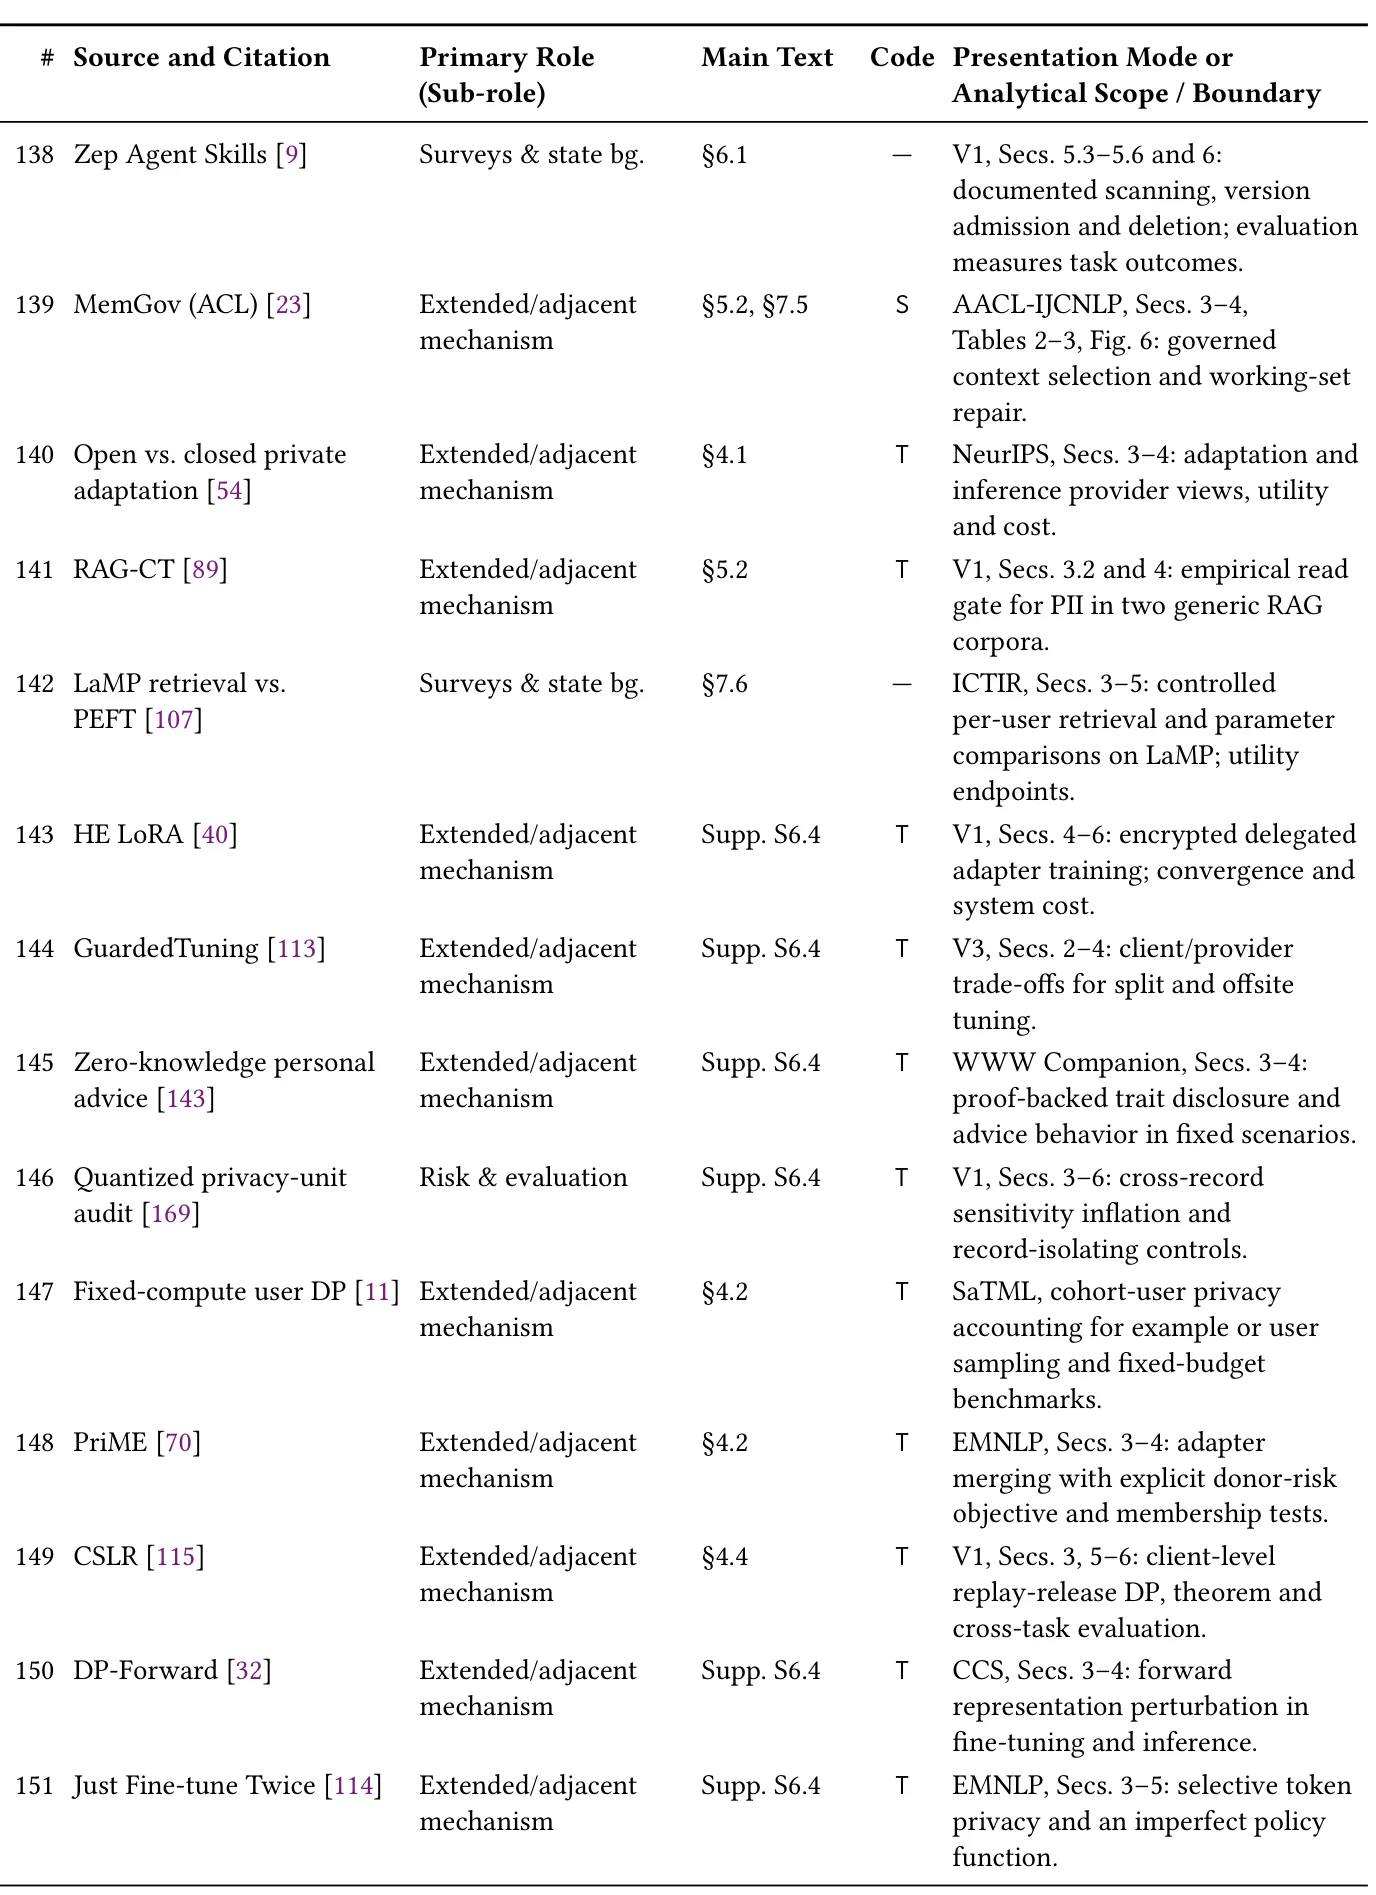 # Source and Citation Primary Role Main Text Code Presentation Mode or
(Sub-role) Analytical Scope / Boundary
138 Zep Agent Skills [9] Surveys & state bg. §6.1 — V1, Secs. 5.3–5.6 and 6:
documented scanning, version
admission and deletion; evaluation
measures task outcomes.
139 MemGov (ACL) [23] Extended/adjacent §5.2, §7.5 S AACL-IJCNLP, Secs. 3–4,
mechanism Tables 2–3, Fig. 6: governed
context selection and working-set
repair.
140 Open vs. closed private Extended/adjacent §4.1 T NeurIPS, Secs. 3–4: adaptation and
adaptation [54] mechanism inference provider views, utility
and cost.
141 RAG-CT [89] Extended/adjacent §5.2 T V1, Secs. 3.2 and 4: empirical read
mechanism gate for PII in two generic RAG
corpora.
142 LaMP retrieval vs. Surveys & state bg. §7.6 — ICTIR, Secs. 3–5: controlled
PEFT [107] per-user retrieval and parameter
comparisons on LaMP; utility
endpoints.
143 HE LoRA [40] Extended/adjacent Supp. S6.4 T V1, Secs. 4–6: encrypted delegated
mechanism adapter training; convergence and
system cost.
144 GuardedTuning [113] Extended/adjacent Supp. S6.4 T V3, Secs. 2–4: client/provider
mechanism trade-offs for split and offsite
tuning.
145 Zero-knowledge personal Extended/adjacent Supp. S6.4 T WWW Companion, Secs. 3–4:
advice [143] mechanism proof-backed trait disclosure and
advice behavior in fixed scenarios.
146 Quantized privacy-unit Risk & evaluation Supp. S6.4 T V1, Secs. 3–6: cross-record
audit [169] sensitivity inflation and
record-isolating controls.
147 Fixed-compute user DP [11] Extended/adjacent §4.2 T SaTML, cohort-user privacy
mechanism accounting for example or user
sampling and fixed-budget
benchmarks.
148 PriME [70] Extended/adjacent §4.2 T EMNLP, Secs. 3–4: adapter
mechanism merging with explicit donor-risk
objective and membership tests.
149 CSLR [115] Extended/adjacent §4.4 T V1, Secs. 3, 5–6: client-level
mechanism replay-release DP, theorem and
cross-task evaluation.
150 DP-Forward [32] Extended/adjacent Supp. S6.4 T CCS, Secs. 3–4: forward
mechanism representation perturbation in
fine-tuning and inference.
151 Just Fine-tune Twice [114] Extended/adjacent Supp. S6.4 T EMNLP, Secs. 3–5: selective token
mechanism privacy and an imperfect policy
function.